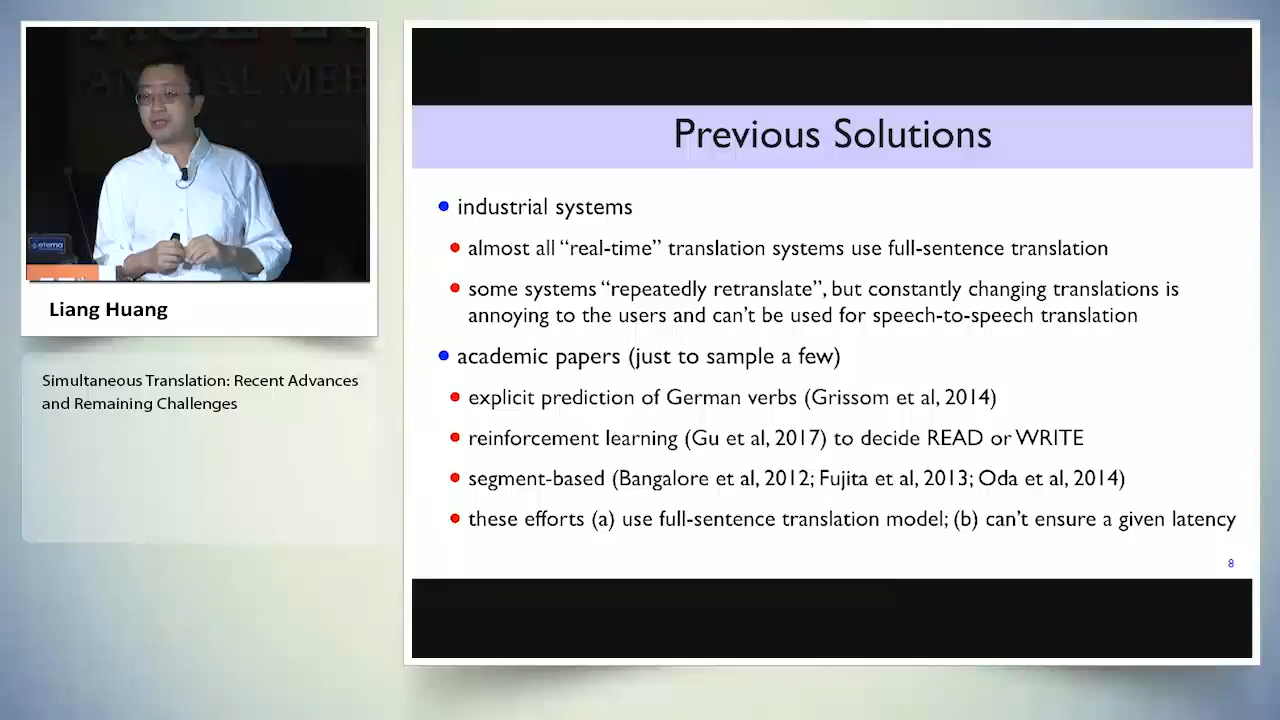 ANNUAL MEE
eterna
Liang Huang
Simultaneous Translation: Recent Advances
and Remaining Challenges
Previous Solutions
industrial systems
almost all “real-time” translation systems use full-sentence translation
some systems “repeatedly retranslate”, but constantly changing translations is
annoying to the users and can’t be used for speech-to-speech translation
academic papers (just to sample a few)
explicit prediction of German verbs (Grissom et al, 2014)
reinforcement learning (Gu et al, 2017) to decide READ or WRITE
segment-based (Bangalore et al, 2012; Fujita et al, 2013; Oda et al, 2014)
these efforts (a) use full-sentence translation model; (b) can’t ensure a given latency
8